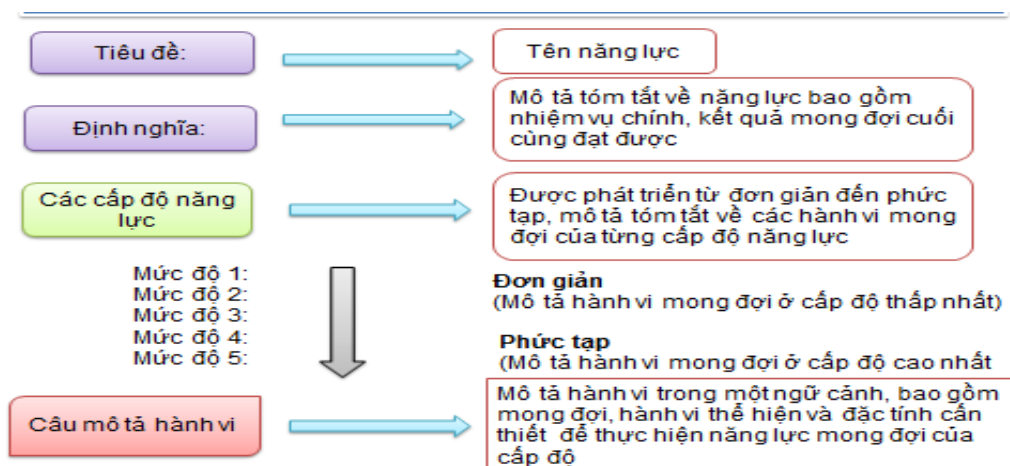 Tiêu đề:
Tên năng lực
Định nghĩa:
Mô tả tóm tắt về năng lực bao gồm
nhiệm vụ chính, kết quả mong đợi cuối
cùng đạt được
Các cấp độ năng
lực
Được phát triển từ đơn giản đến phức
tạp, mô tả tóm tắt về các hành vi mong
đợi của từng cấp độ năng lực
Mức độ 1:
Mức độ 2:
Mức độ 3:
Mức độ 4:
Mức độ 5:
Đơn giản
(Mô tả hành vi mong đợi ở cấp độ thấp nhất)
Phức tạp
(Mô tả hành vi mong đợi ở cấp độ cao nhất
Câu mô tả hành vi
Mô tả hành vi trong một ngữ cảnh, bao gồm
mong đợi, hành vi thể hiện và đặc tính cần
thiết để thực hiện năng lực mong đợi của
cấp độ